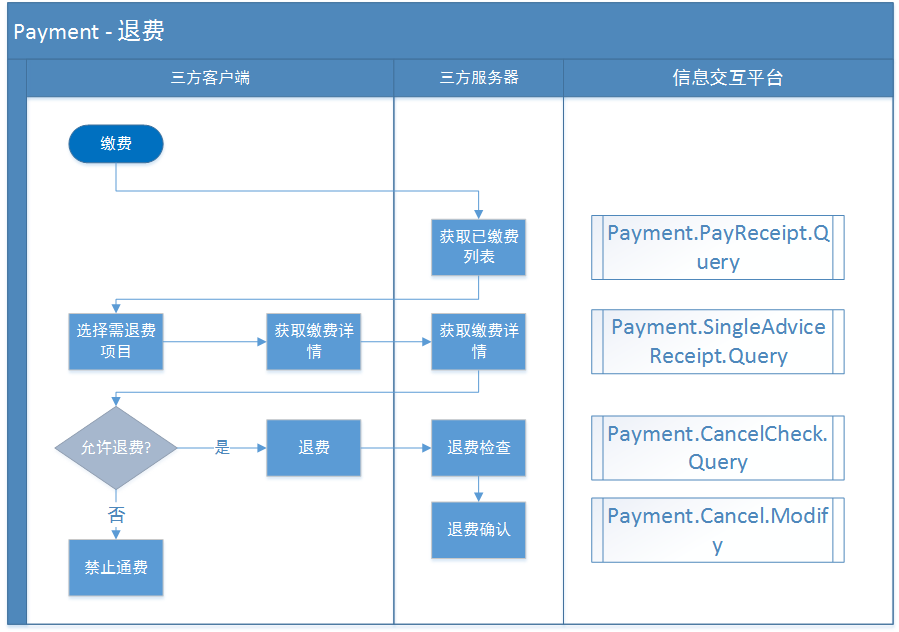 Payment - 退费
三方客户端
三方服务器
信息交互平台
缴费
获取已缴费
列表
Payment.PayReceipt.Q
uery
选择需退费
项目
获取缴费详
情
获取缴费详
情
Payment.SingleAdvice
Receipt.Query
允许退费?
是
退费
退费检查
Payment.CancelCheck.
Query
否
退费确认
Payment.Cancel.Modif
y
禁止通费